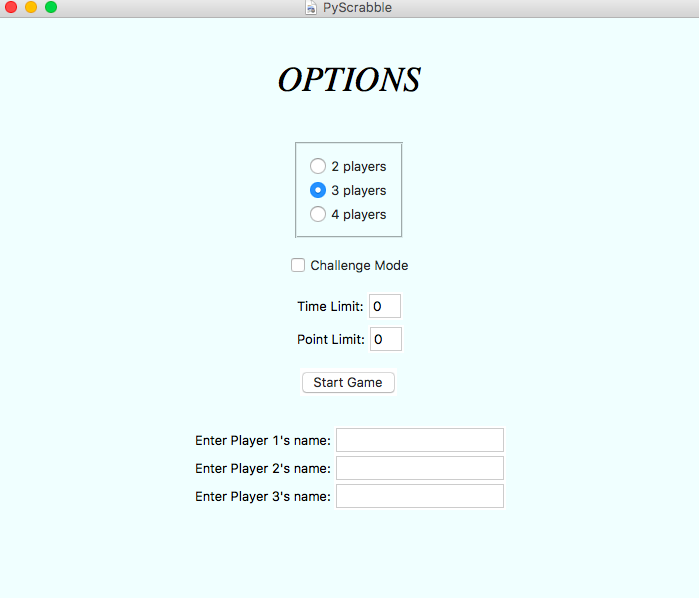 PyScrabble
OPTIONS
2 players
3 players
4 players
Challenge Mode
Time Limit: 0
Point Limit: 0
Start Game
Enter Player 1's name:
Enter Player 2's name:
Enter Player 3's name: